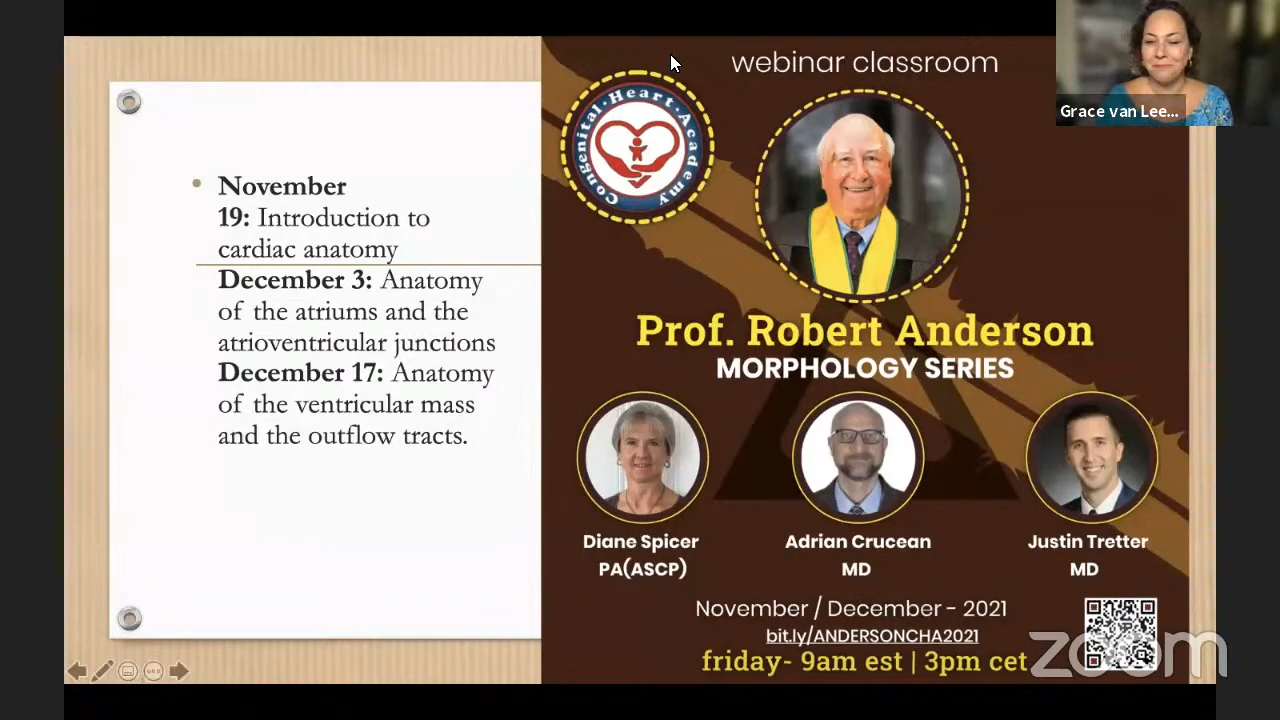 November
19: Introduction to
cardiac anatomy
December 3: Anatomy
of the atriums and the
atrioventricular junctions
December 17: Anatomy
of the ventricular mass
and the outflow tracts.
webinar classroom
Congenital · Heart · Academy
Prof. Robert Anderson
MORPHOLOGY SERIES
Diane Spicer
PA(ASCP)
Adrian Crucean
MD
Justin Tretter
MD
November / December - 2021
bit.ly/ANDERSONCHA2021
friday- 9am est | 3pm cet
zoom
Grace van Lee...